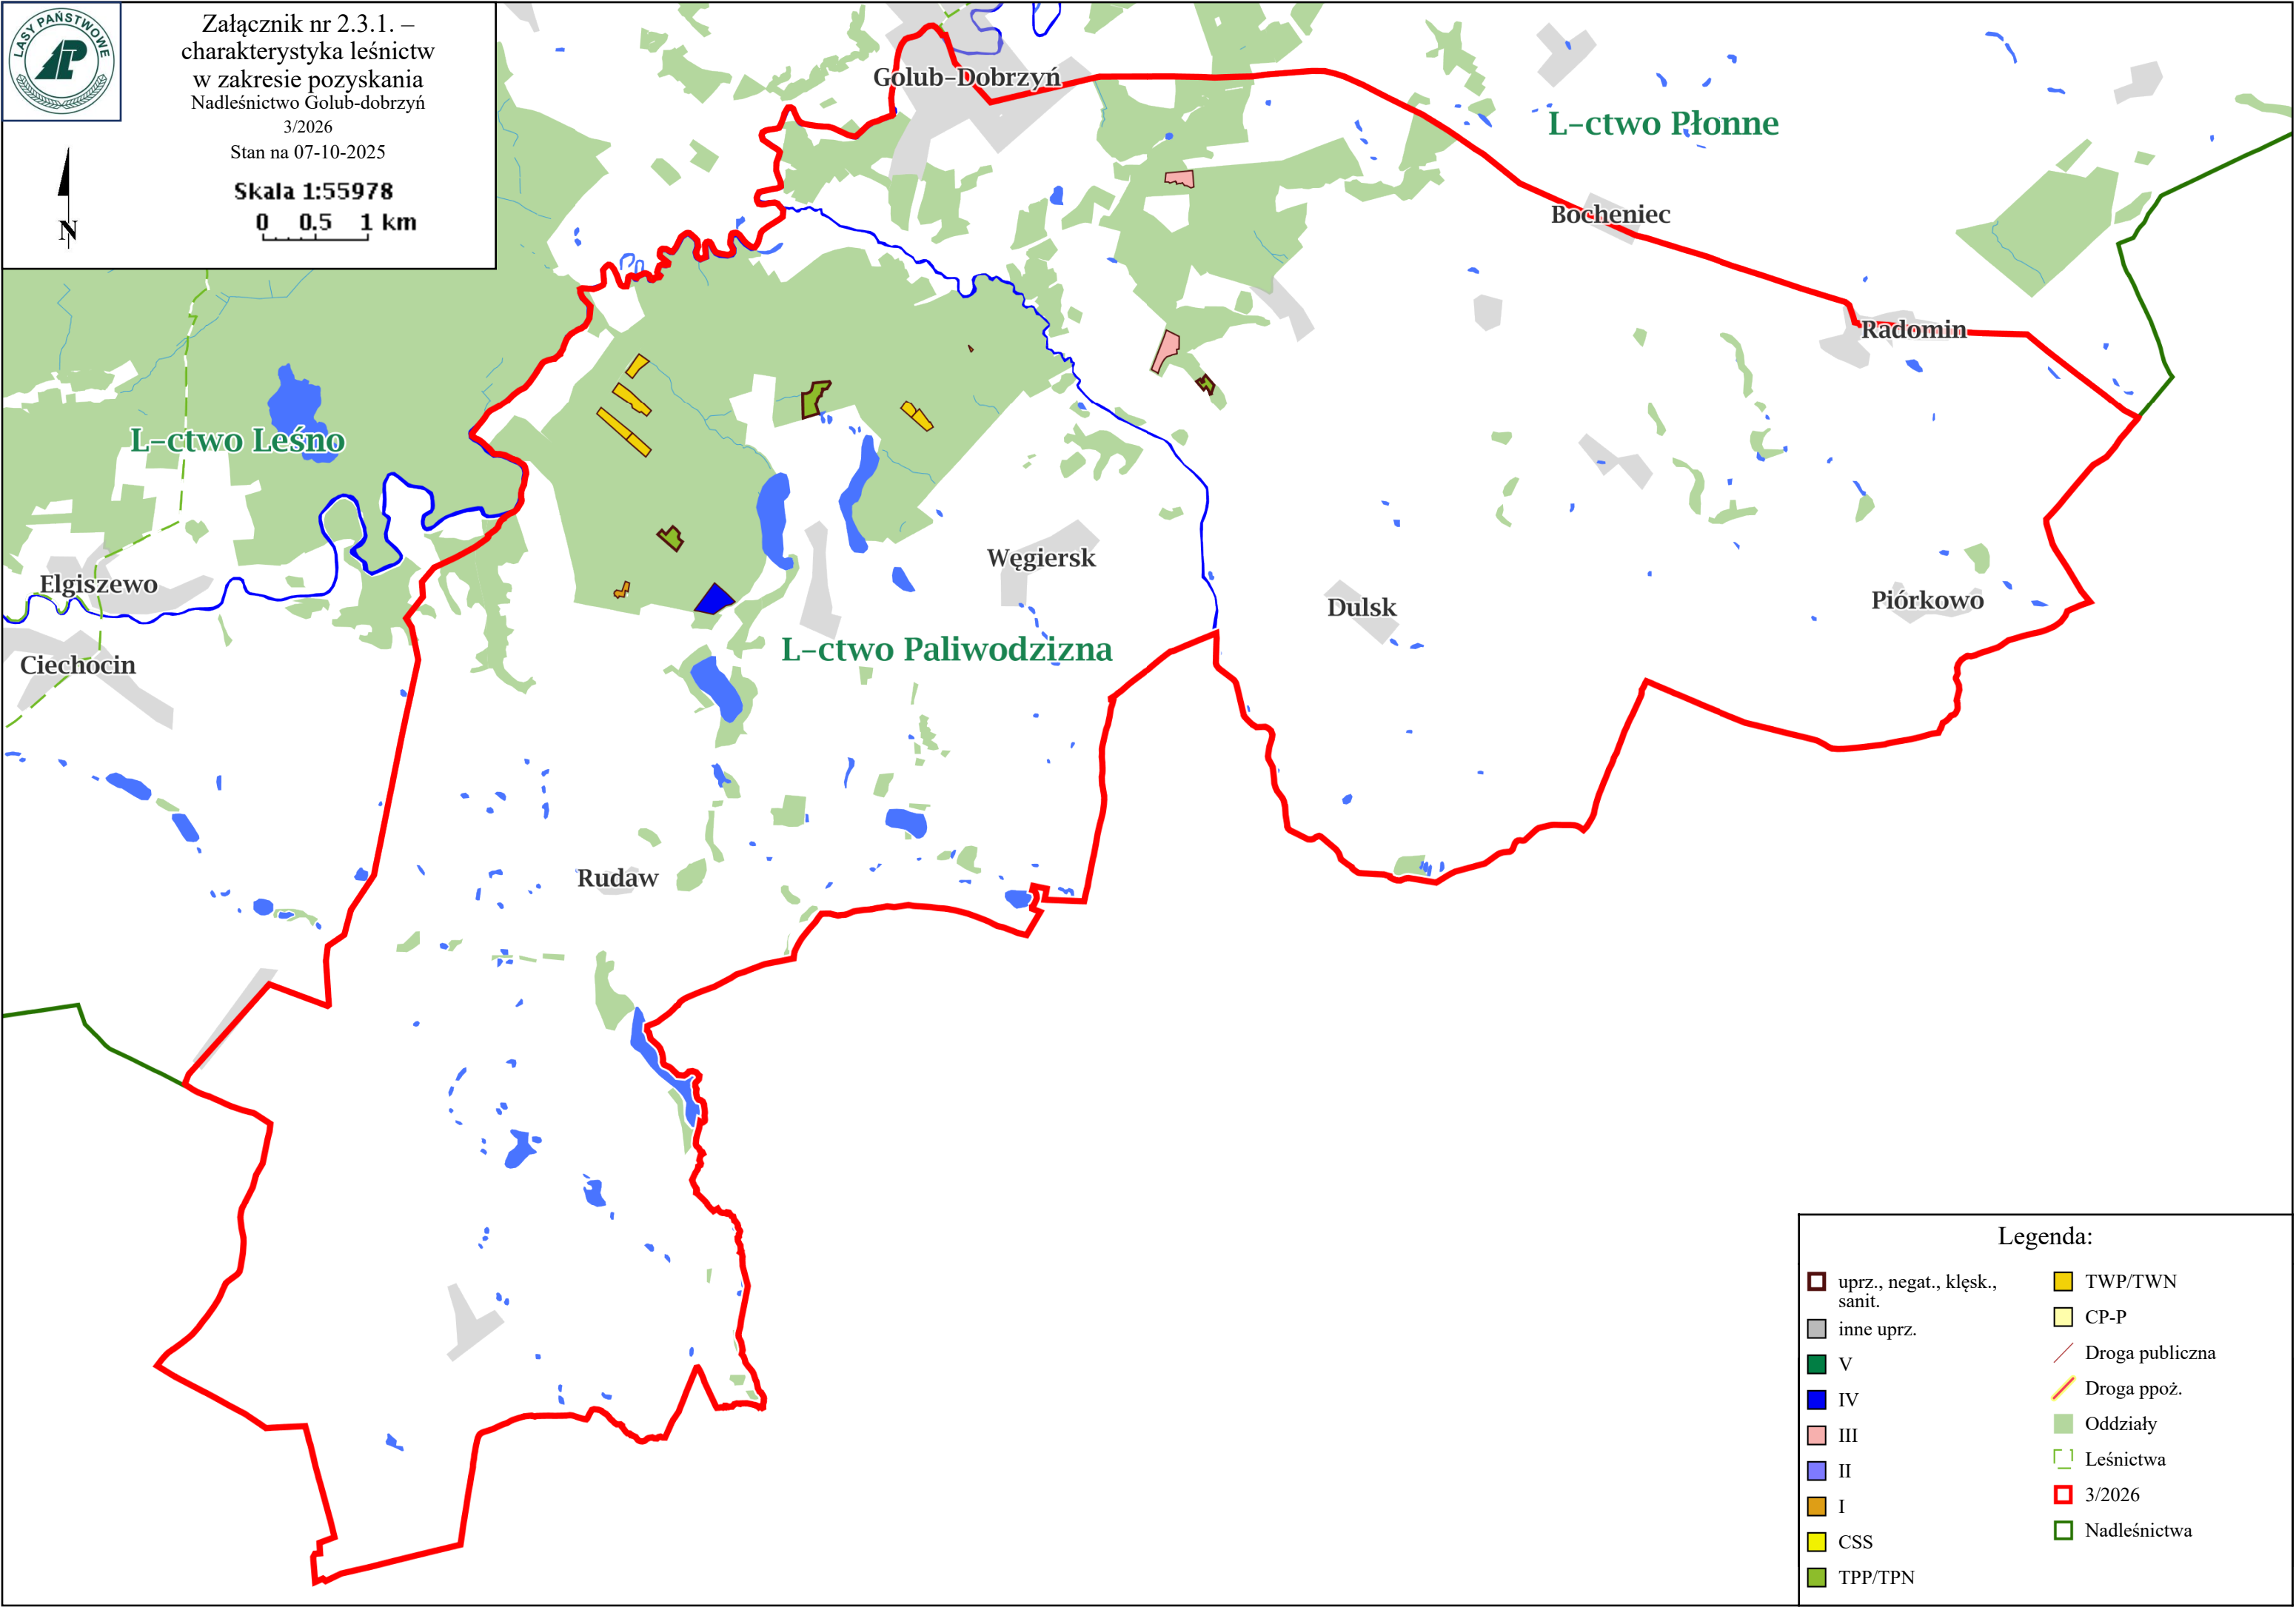 LASY PAŃSTWOWE
Załącznik nr 2.3.1. –
charakterystyka leśnictw
w zakresie pozyskania
Nadleśnictwo Golub-dobrzyń
3/2026
Stan na 07-10-2025
Skala 1:55978
0 0.5 1 km
N
Golub-Dobrzyń
L-ctwo Płonne
Bocheniec
Radomin
L-ctwo Leśno
Węgiersk
Elgiszewo
Dulsk
Piórkowo
L-ctwo Paliwodzizna
Ciechocin
Rudaw
Legenda:
uprz., negat., klęsk.,
sanit.
inne uprz.
V
IV
III
II
I
CSS
TPP/TPN
TWP/TWN
CP-P
Droga publiczna
Droga ppoż.
Oddziały
Leśnictwa
3/2026
Nadleśnictwa